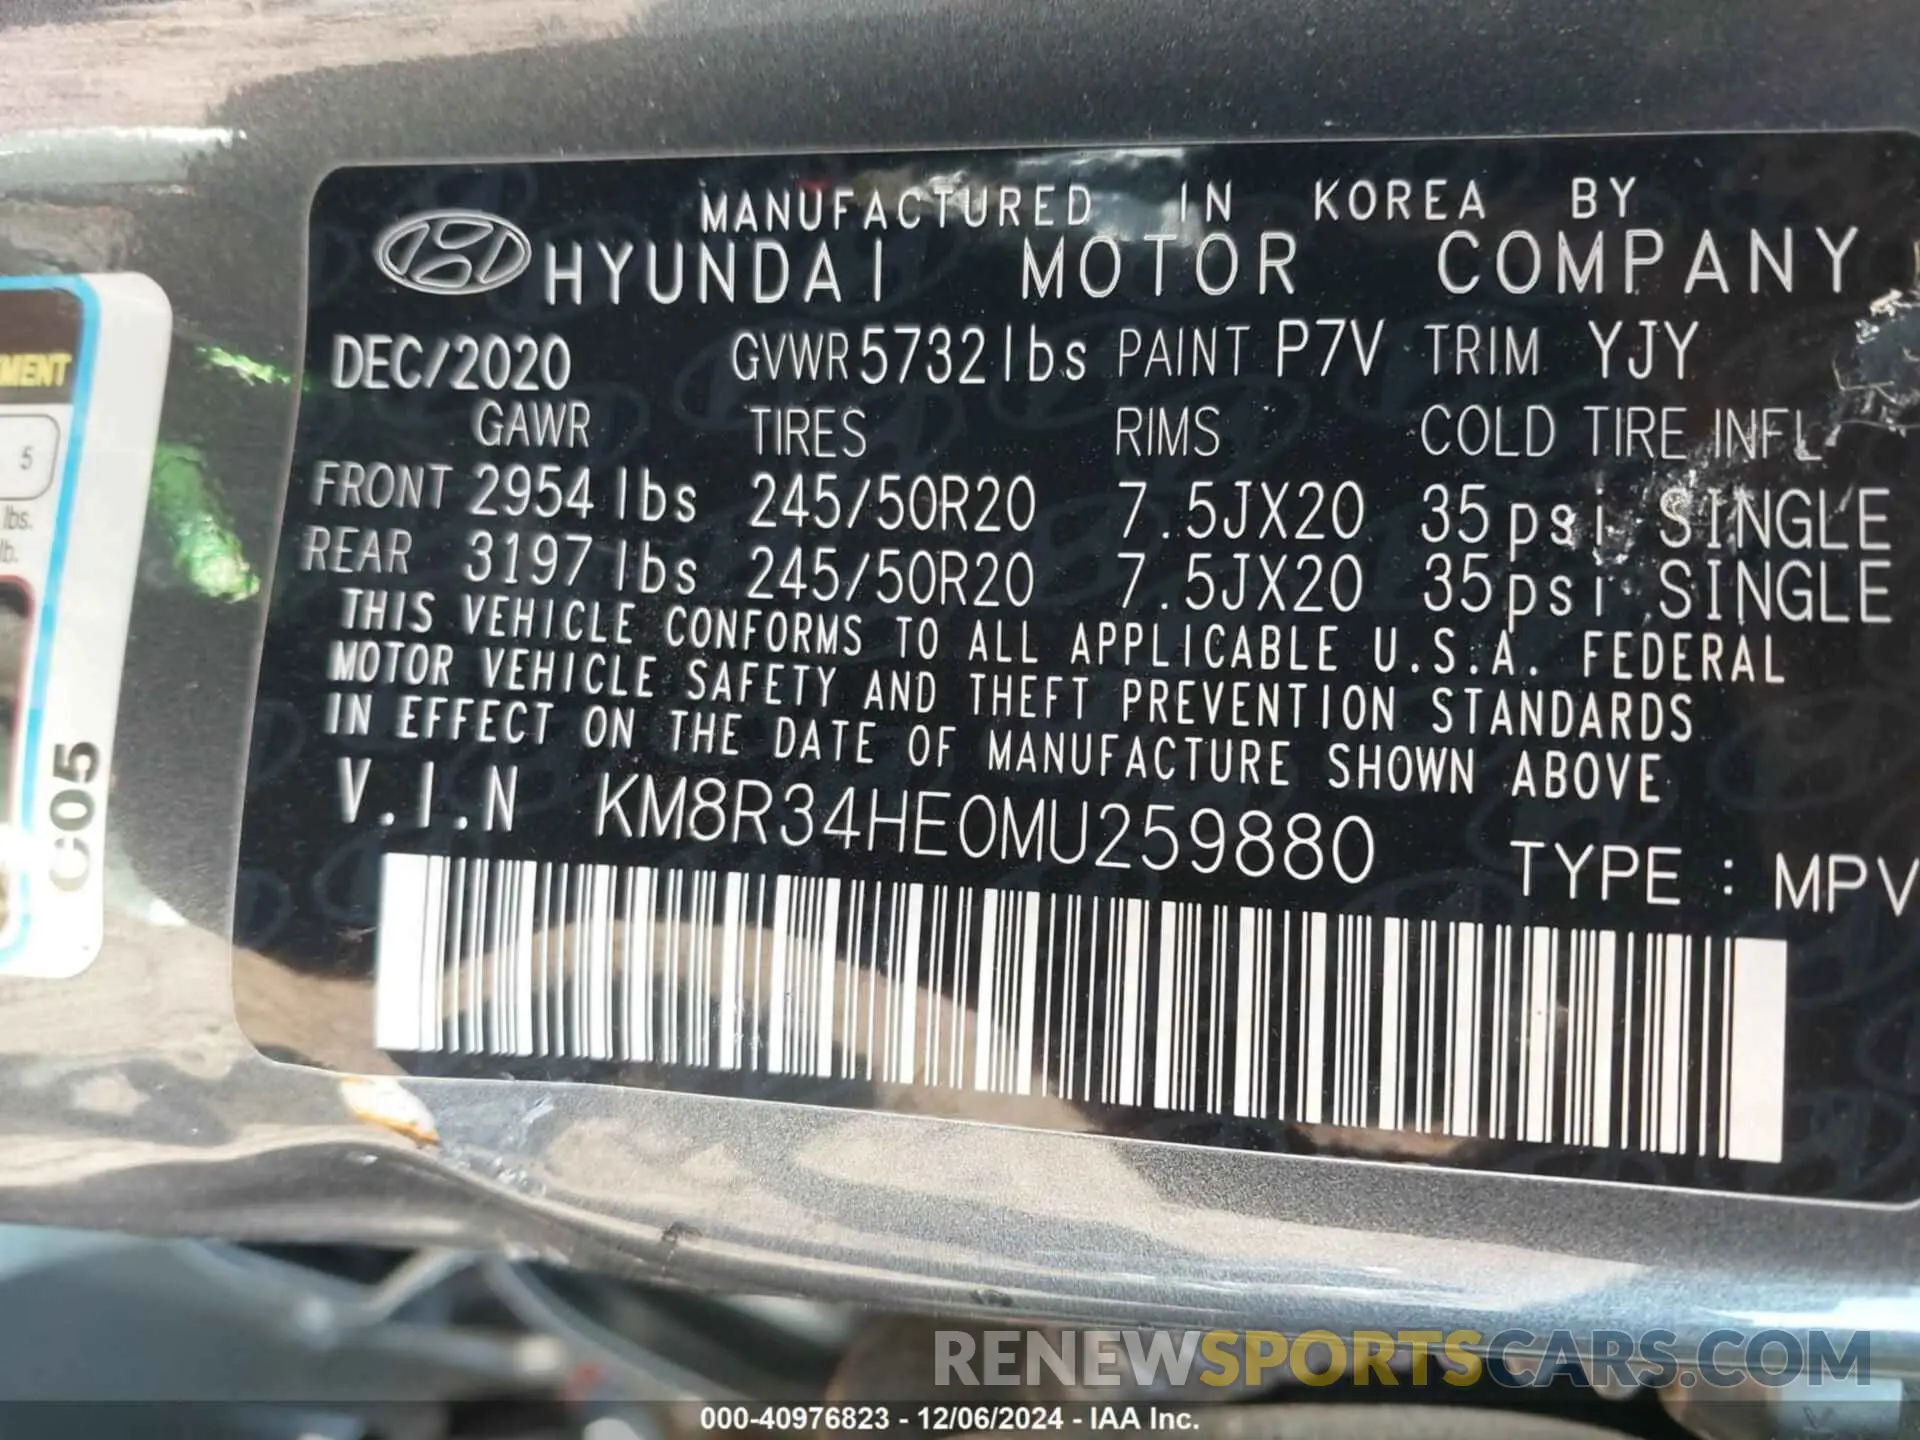 MANUFACTURED IN KOREA BY
HYUNDAI MOTOR COMPANY
DEC/2020 GVWR 5732 lbs PAINT P7V TRIM YJY
GAWR TIRES RIMS COLD TIRE INFL
FRONT 2954 lbs 245/50R20 7.5JX20 35psi SINGLE
REAR 3197 lbs 245/50R20 7.5JX20 35psi SINGLE
THIS VEHICLE CONFORMS TO ALL APPLICABLE U.S.A. FEDERAL
MOTOR VEHICLE SAFETY AND THEFT PREVENTION STANDARDS
IN EFFECT ON THE DATE OF MANUFACTURE SHOWN ABOVE
V.I.N KM8R34HE0MU259880
TYPE : MPV
5
lbs.
lb.
C05
RENEWSPORTSCARS.COM
000-40976823 - 12/06/2024 - IAA Inc.